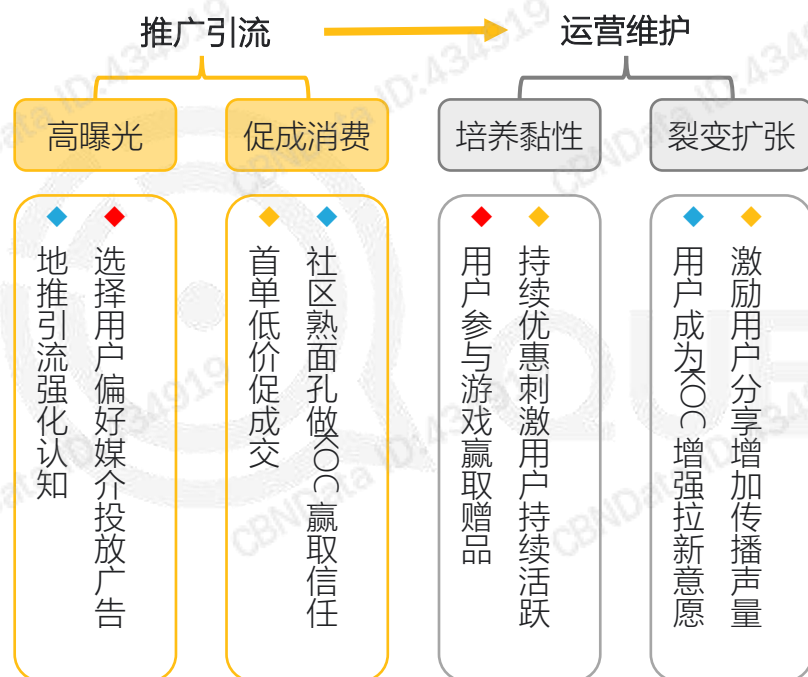 推广引流
运营维护
高曝光
促成消费
培养黏性
裂变扩张
地推引流强化认知
选择用户偏好媒介投放广告
首单低价促成交
社区熟面孔做KOC赢取信任
用户参与游戏赢取赠品
持续优惠刺激用户持续活跃
用户成为KOC增强拉新意愿
激励用户分享增加传播声量
CBNData ID:434919